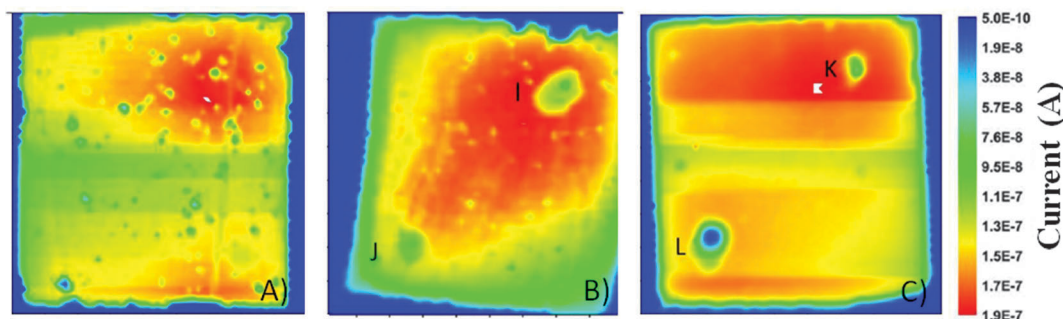 A)
I
J
B)
K
L
C)
5.0E-10
1.9E-8
3.8E-8
5.7E-8
7.6E-8
9.5E-8
1.1E-7
1.3E-7
1.5E-7
1.7E-7
1.9E-7
Current (A)